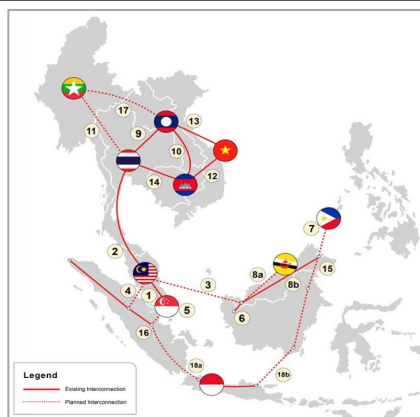 17
13
11
9
10
12
14
2
7
8a
15
3
8b
4
1
5
6
16
18a
18b
Legend
Existing Interconnection
Planned Interconnection